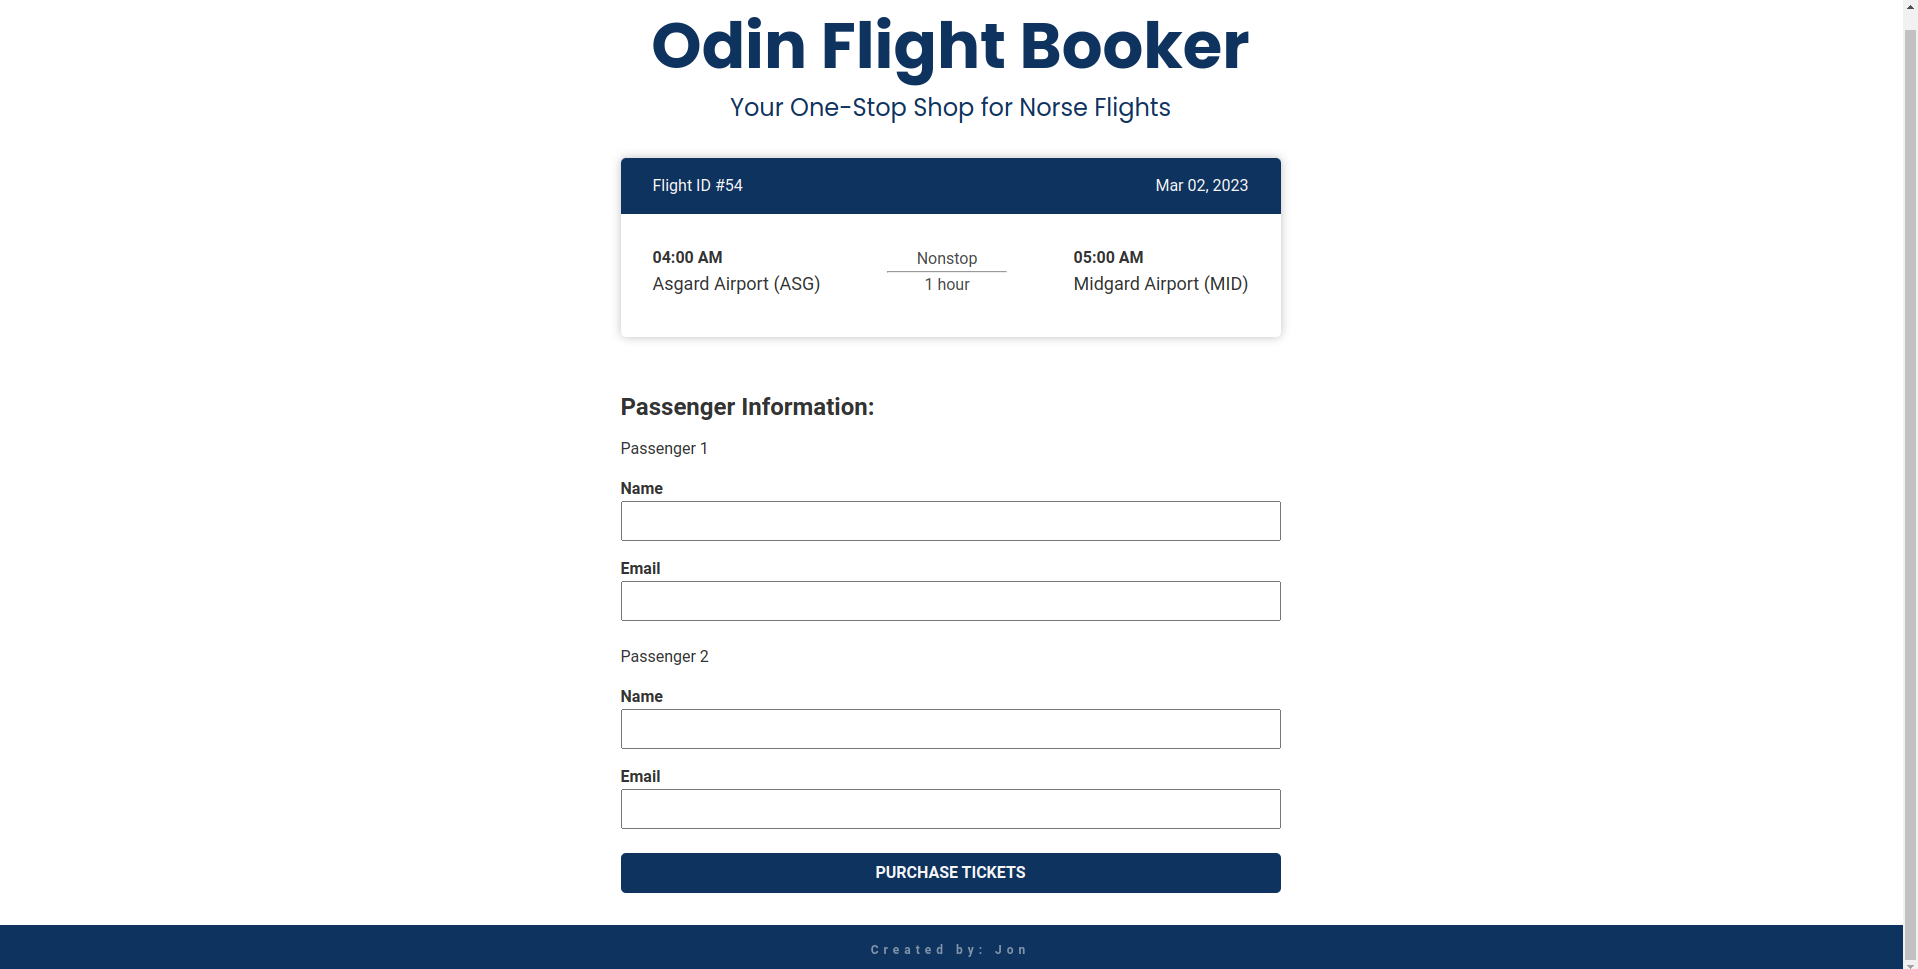 Odin Flight Booker
Your One-Stop Shop for Norse Flights
Flight ID #54 Mar 02, 2023
04:00 AM Nonstop 05:00 AM
Asgard Airport (ASG) 1 hour Midgard Airport (MID)
Passenger Information:
Passenger 1
Name
Email
Passenger 2
Name
Email
PURCHASE TICKETS
Created by: Jon